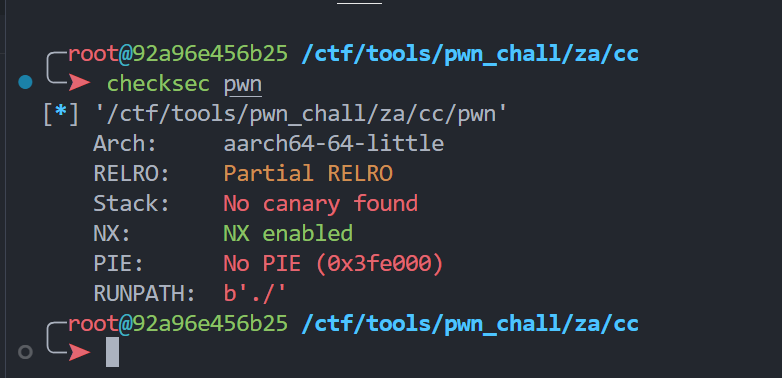 root@92a96e456b25 /ctf/tools/pwn_chall/za/cc
checksec pwn
[*] '/ctf/tools/pwn_chall/za/cc/pwn'
Arch: aarch64-64-little
RELRO: Partial RELRO
Stack: No canary found
NX: NX enabled
PIE: No PIE (0x3fe000)
RUNPATH: b'./'
root@92a96e456b25 /ctf/tools/pwn_chall/za/cc